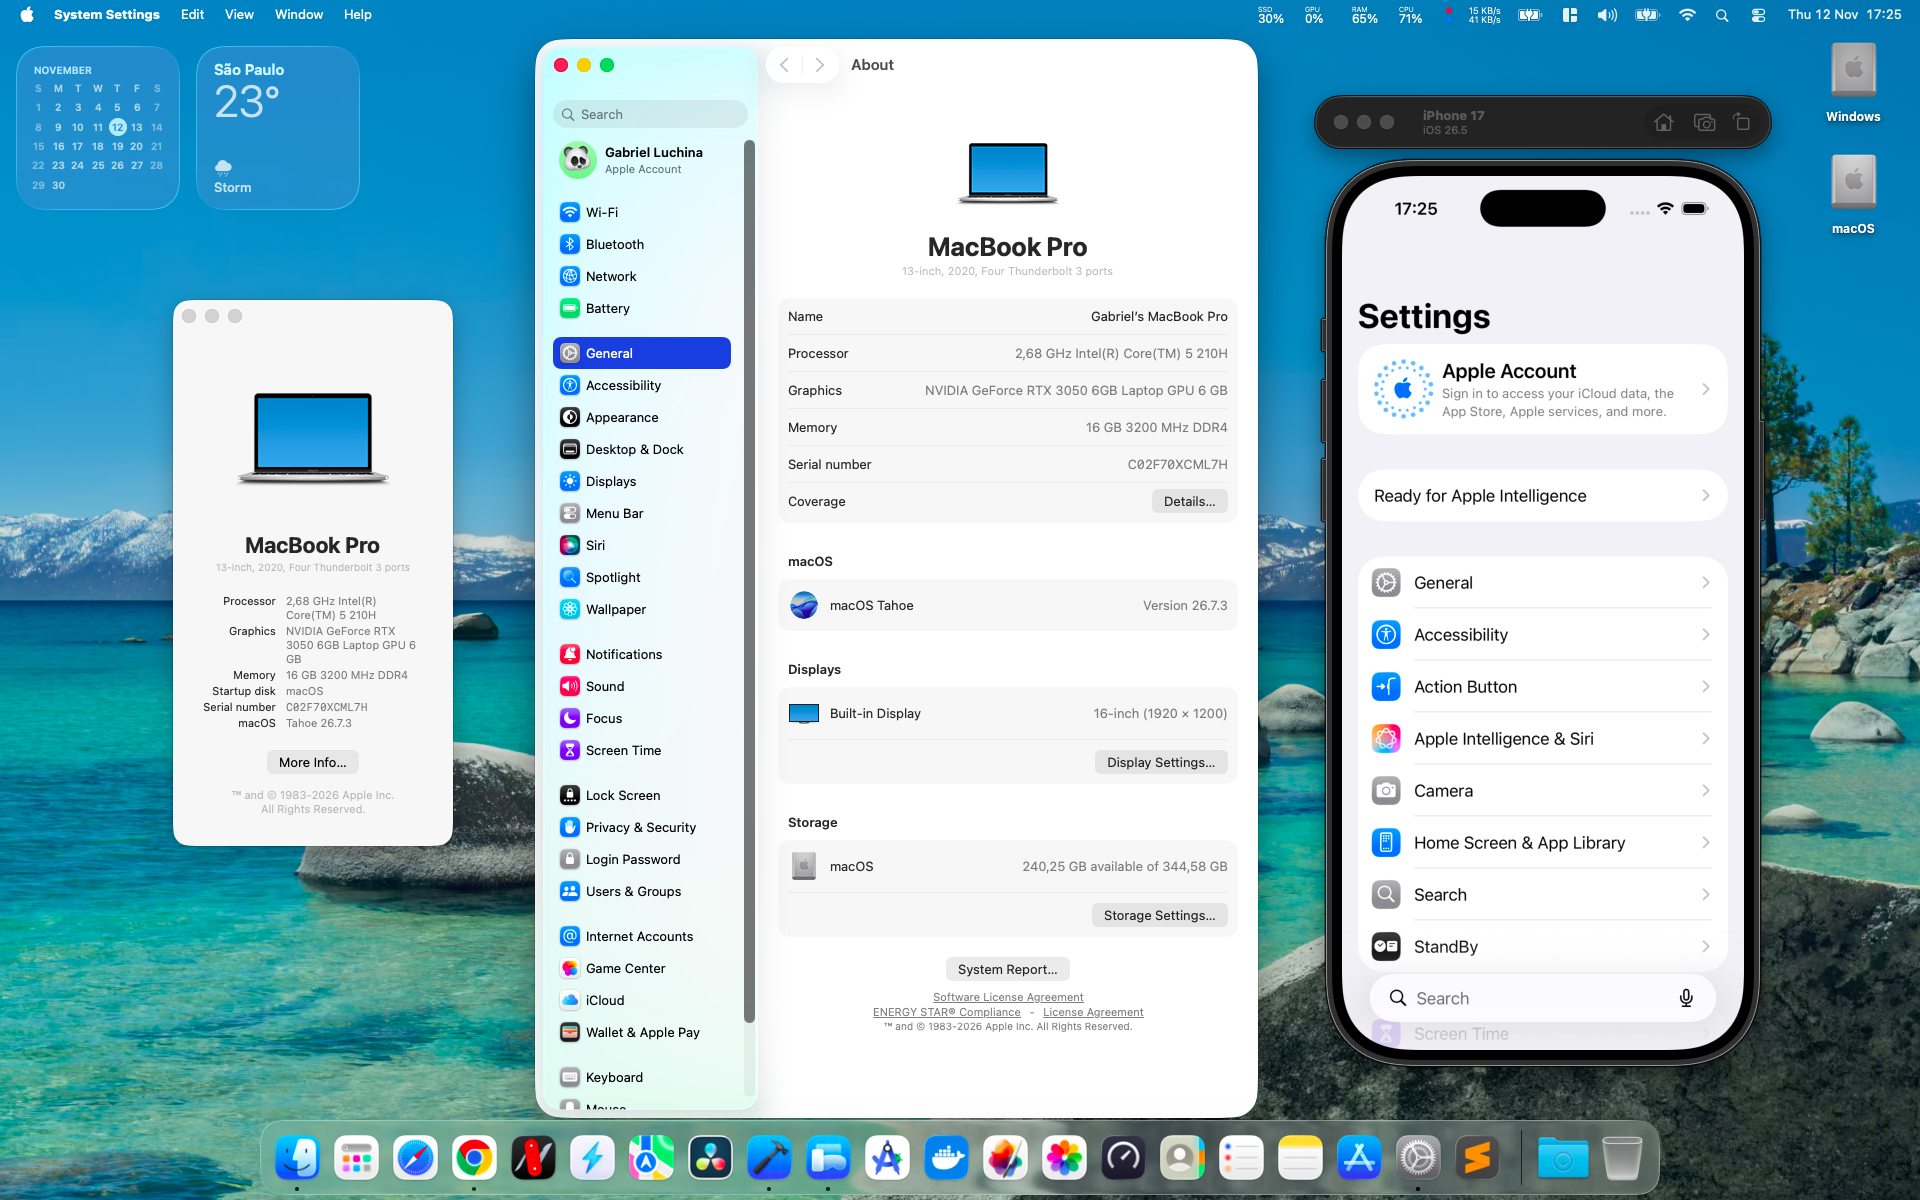 System Settings Edit View Window Help
SSD 30% GPU 0% RAM 65% CPU 71% 15 KB/s 41 KB/s Thu 12 Nov 17:25
NOVEMBER
S M T W T F S
1 2 3 4 5 6 7
8 9 10 11 12 13 14
15 16 17 18 19 20 21
22 23 24 25 26 27 28
29 30
São Paulo
23°
Storm
MacBook Pro
13-inch, 2020, Four Thunderbolt 3 ports
Processor 2,68 GHz Intel(R)
Core(TM) 5 210H
Graphics NVIDIA GeForce RTX
3050 6GB Laptop GPU 6
GB
Memory 16 GB 3200 MHz DDR4
Startup disk macOS
Serial number C02F70XCML7H
macOS Tahoe 26.7.3
More Info...
™ and © 1983-2026 Apple Inc.
All Rights Reserved.
Search
Gabriel Luchina
Apple Account
Wi-Fi
Bluetooth
Network
Battery
General
Accessibility
Appearance
Desktop & Dock
Displays
Menu Bar
Siri
Spotlight
Wallpaper
Notifications
Sound
Focus
Screen Time
Lock Screen
Privacy & Security
Login Password
Users & Groups
Internet Accounts
Game Center
iCloud
Wallet & Apple Pay
Keyboard
Mouse
About
MacBook Pro
13-inch, 2020, Four Thunderbolt 3 ports
Name Gabriel's MacBook Pro
Processor 2,68 GHz Intel(R) Core(TM) 5 210H
Graphics NVIDIA GeForce RTX 3050 6GB Laptop GPU 6 GB
Memory 16 GB 3200 MHz DDR4
Serial number C02F70XCML7H
Coverage Details...
macOS
macOS Tahoe Version 26.7.3
Displays
Built-in Display 16-inch (1920 × 1200)
Display Settings...
Storage
macOS 240,25 GB available of 344,58 GB
Storage Settings...
System Report...
Software License Agreement
ENERGY STAR® Compliance - License Agreement
™ and © 1983-2026 Apple Inc. All Rights Reserved.
iPhone 17
iOS 26.5
17:25
Settings
Apple Account
Sign in to access your iCloud data, the
App Store, Apple services, and more.
Ready for Apple Intelligence
General
Accessibility
Action Button
Apple Intelligence & Siri
Camera
Home Screen & App Library
Search
StandBy
Search
Screen Time
Windows
macOS